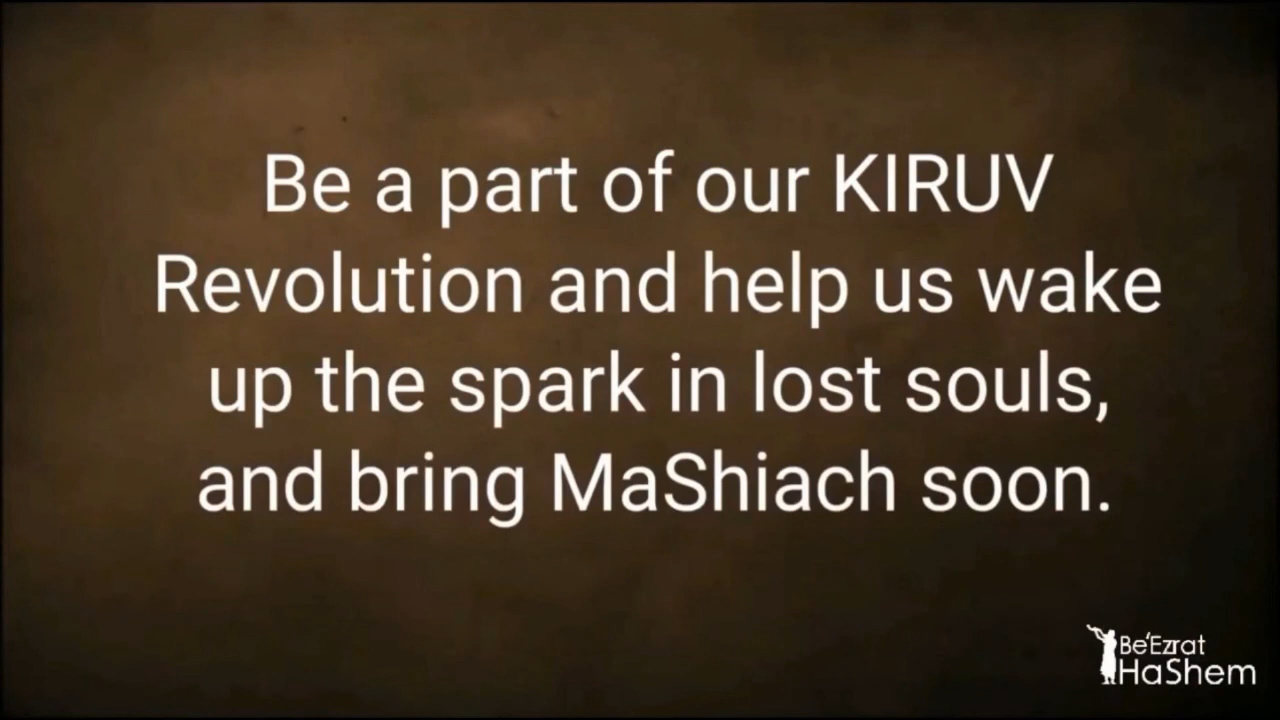 Be a part of our KIRUV
Revolution and help us wake
up the spark in lost souls,
and bring MaShiach soon.
Be'Ezrat
HaShem